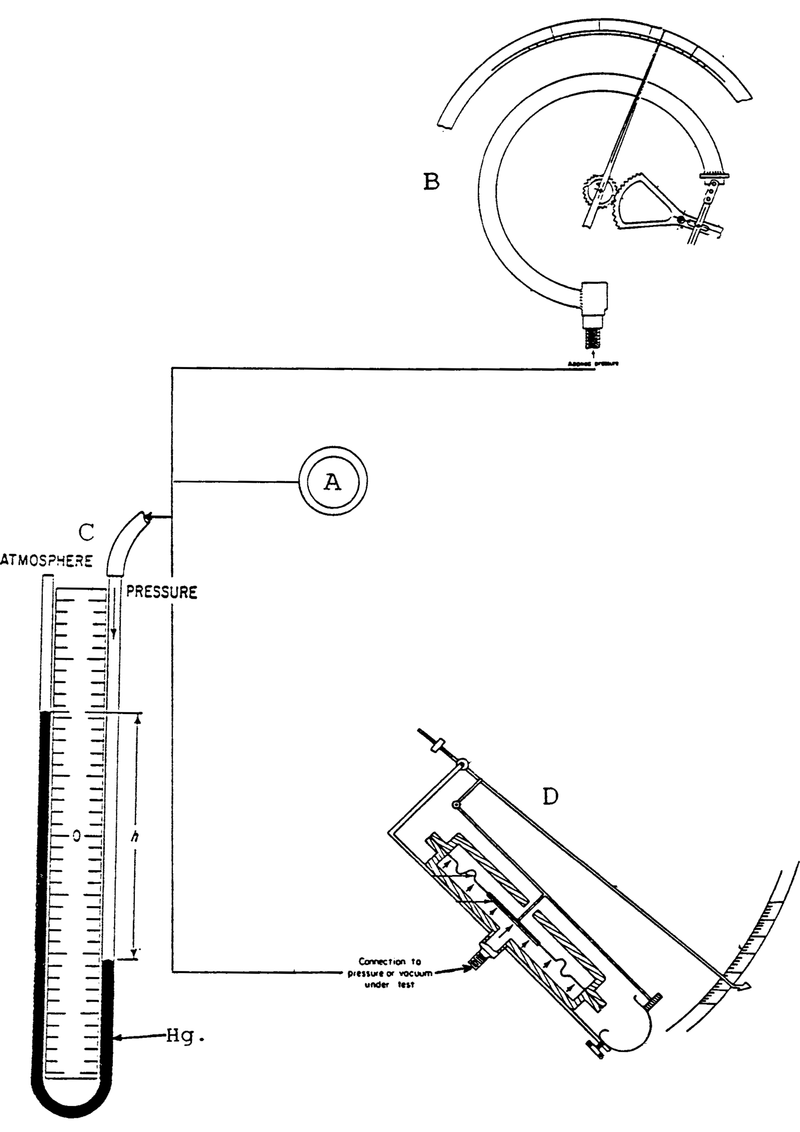 B
Applied pressure
A
C
ATMOSPHERE
PRESSURE
D
0
h
Connection to
pressure or vacuum
under test
Hg.